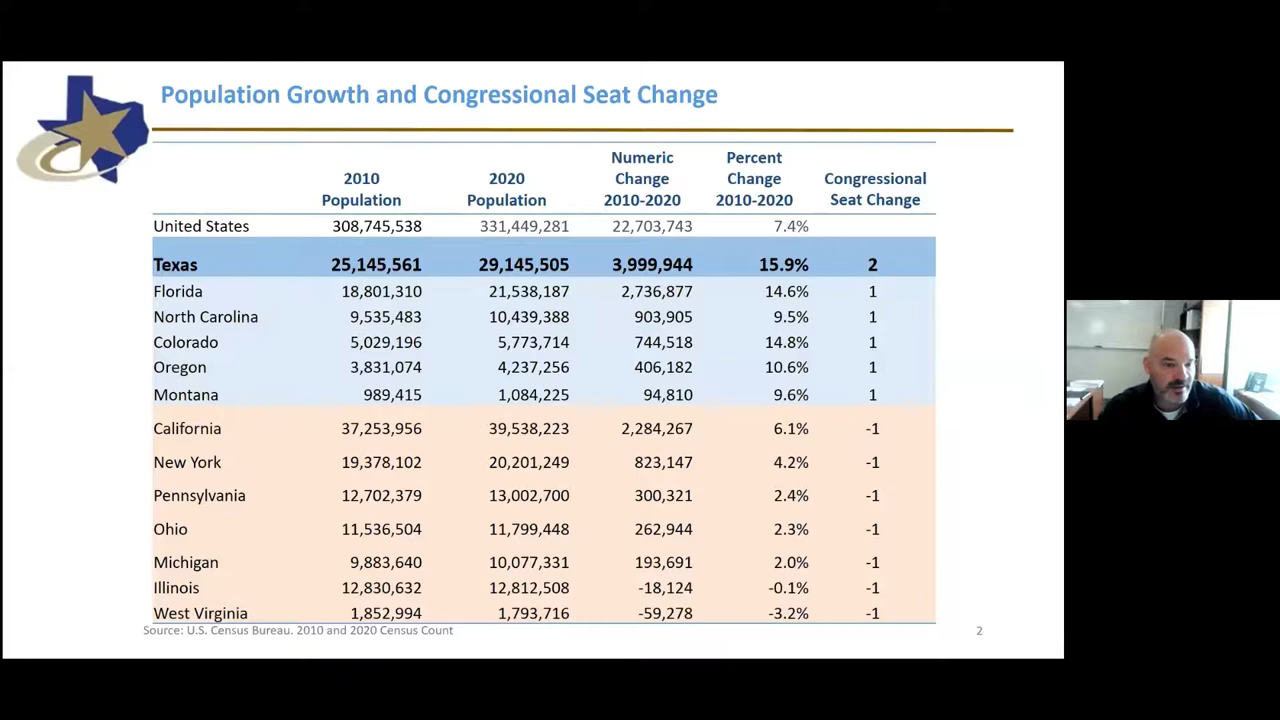 Population Growth and Congressional Seat Change
2010 Population 2020 Population Numeric Change 2010-2020 Percent Change 2010-2020 Congressional Seat Change
United States 308,745,538 331,449,281 22,703,743 7.4%
Texas 25,145,561 29,145,505 3,999,944 15.9% 2
Florida 18,801,310 21,538,187 2,736,877 14.6% 1
North Carolina 9,535,483 10,439,388 903,905 9.5% 1
Colorado 5,029,196 5,773,714 744,518 14.8% 1
Oregon 3,831,074 4,237,256 406,182 10.6% 1
Montana 989,415 1,084,225 94,810 9.6% 1
California 37,253,956 39,538,223 2,284,267 6.1% -1
New York 19,378,102 20,201,249 823,147 4.2% -1
Pennsylvania 12,702,379 13,002,700 300,321 2.4% -1
Ohio 11,536,504 11,799,448 262,944 2.3% -1
Michigan 9,883,640 10,077,331 193,691 2.0% -1
Illinois 12,830,632 12,812,508 -18,124 -0.1% -1
West Virginia 1,852,994 1,793,716 -59,278 -3.2% -1
Source: U.S. Census Bureau. 2010 and 2020 Census Count
2